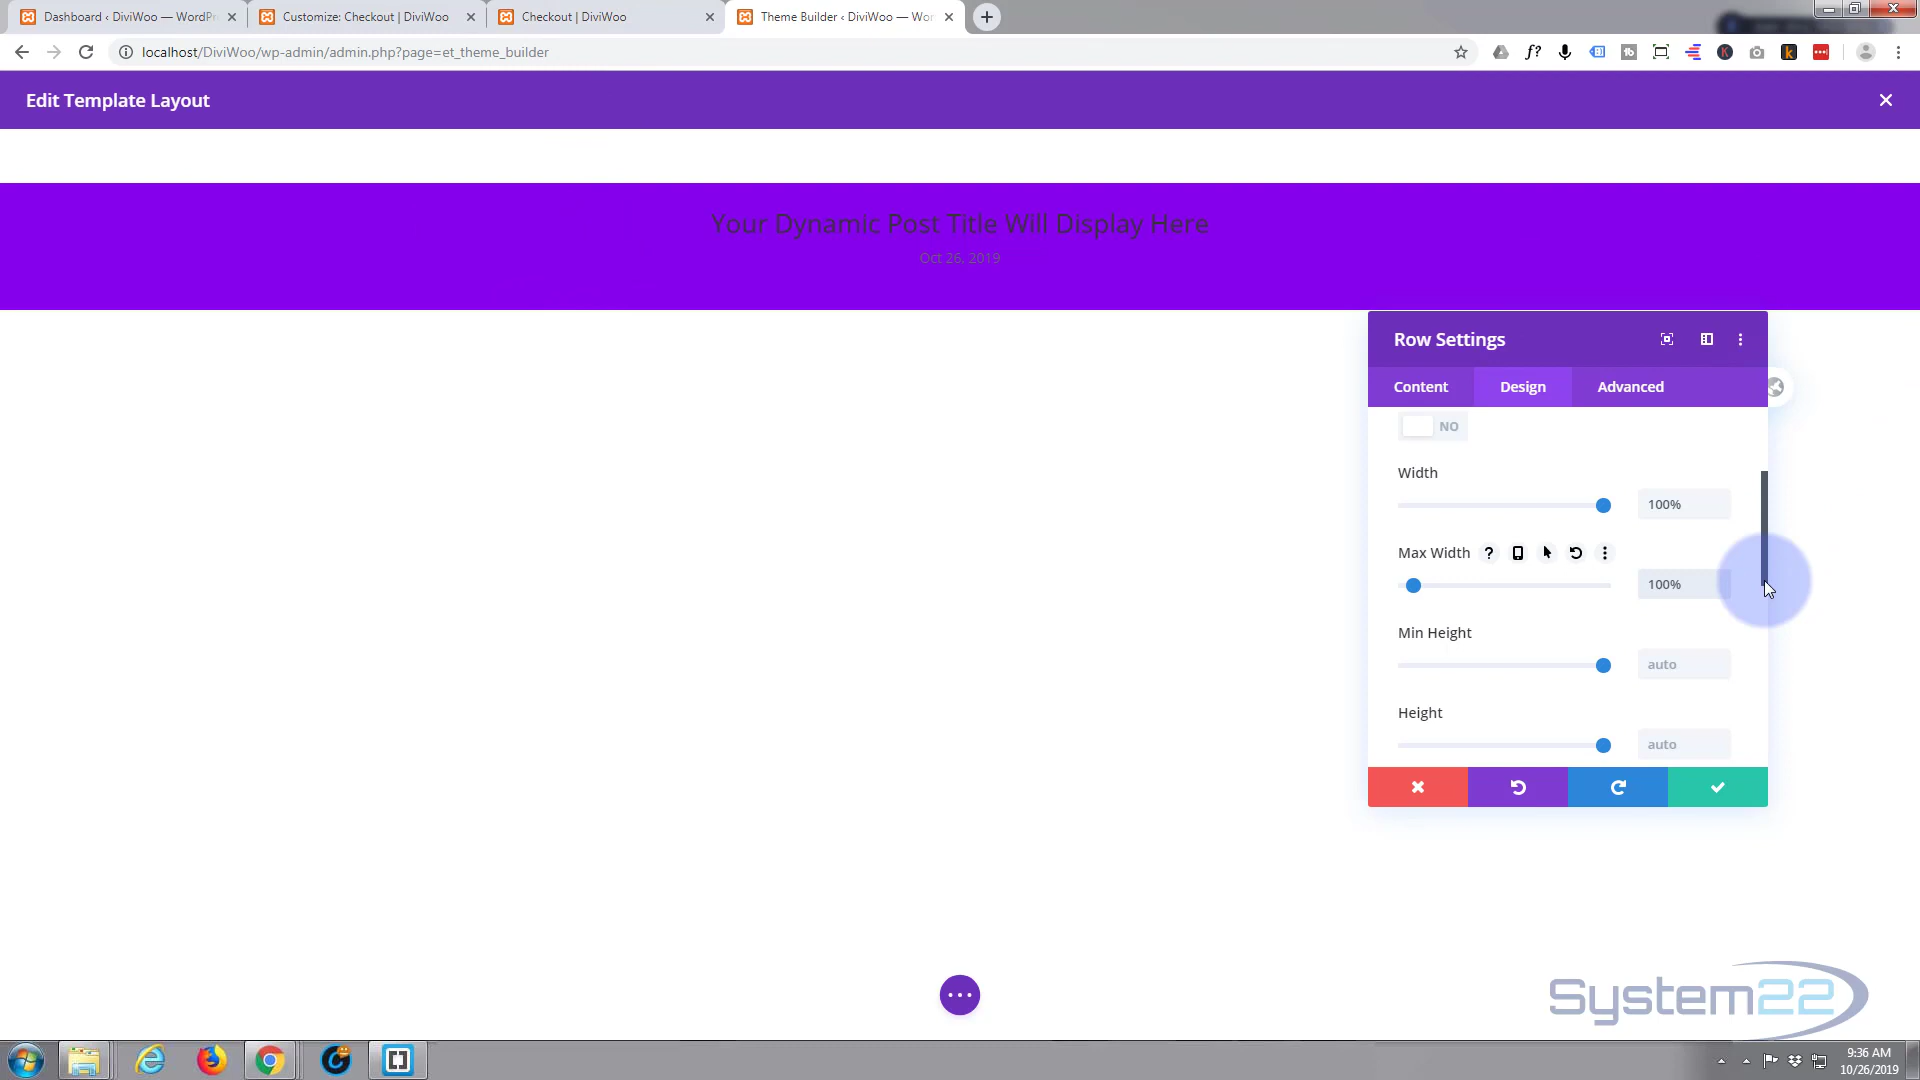 Dashboard ‹ DiviWoo — WordPr
Customize: Checkout | DiviWoo
Checkout | DiviWoo
Theme Builder ‹ DiviWoo — Wor
localhost/DiviWoo/wp-admin/admin.php?page=et_theme_builder
Edit Template Layout
Your Dynamic Post Title Will Display Here
Oct 26, 2019
Row Settings
Content
Design
Advanced
NO
Width
100%
Max Width
100%
Min Height
auto
Height
auto
System22
9:36 AM
10/26/2019